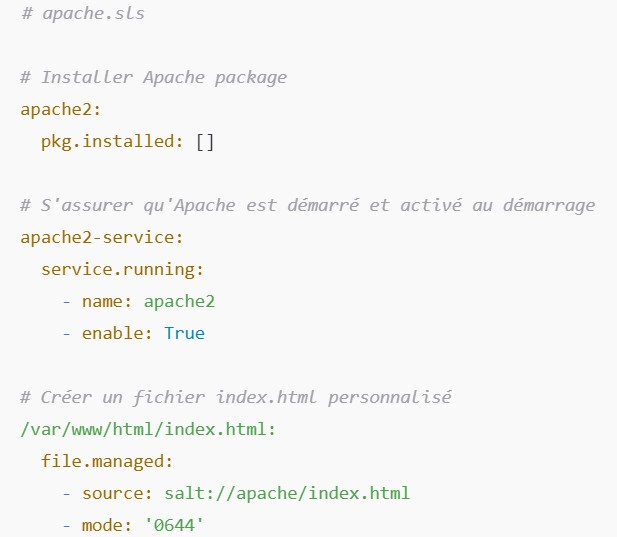 # apache.sls
# Installer Apache package
apache2:
  pkg.installed: []
# S'assurer qu'Apache est démarré et activé au démarrage
apache2-service:
  service.running:
    - name: apache2
    - enable: True
# Créer un fichier index.html personnalisé
/var/www/html/index.html:
  file.managed:
    - source: salt://apache/index.html
    - mode: '0644'